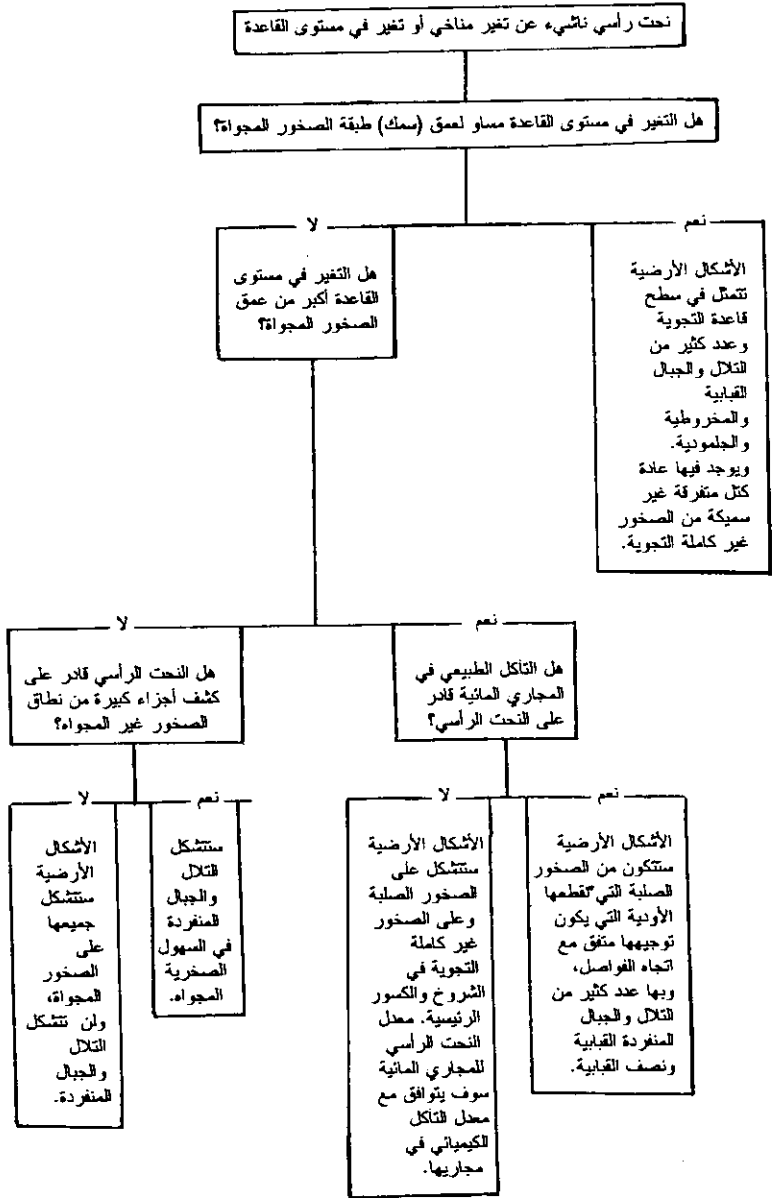 نحت رأسي ناشيء عن تغير مناخي أو تغير في مستوى القاعدة
هل التغير في مستوى القاعدة مساو لعمق (سمك) طبقة الصخور المجواة؟
نعم
الأشكال الأرضية
تتمثل في سطح
قاعدة التجوية
وعدد كثير من
التلال والجبال
القبابية
والمخروطية
والجلمودية.
ويوجد فيها عادة
كتل متفرقة غير
سميكة من الصخور
غير كاملة التجوية.
لا
هل التغير في مستوى
القاعدة أكبر من عمق
الصخور المجواة؟
نعم
هل التآكل الطبيعي في
المجاري المائية قادر
على النحت الرأسي؟
لا
هل النحت الرأسي قادر على
كشف أجزاء كبيرة من نطاق
الصخور غير المجواه؟
نعم
الأشكال الأرضية
ستتكون من الصخور
الصلبة التي تقطعها
الأودية التي يكون
توجيهها متفق مع
اتجاه الفواصل،
وبها عدد كثير من
التلال والجبال
المنفردة القبابية
ونصف القبابية.
لا
الأشكال الأرضية
ستتشكل على
الصخور الصلبة
وعلى الصخور
غير كاملة
التجوية في
الشروخ والكسور
الرئيسية. معدل
النحت الرأسي
للمجاري المائية
سوف يتوافق مع
معدل التآكل
الكيميائي في
مجاريها.
نعم
ستتشكل
التلال
والجبال
المنفردة
في السهول
الصخرية
المجواه.
لا
الأشكال
الأرضية
ستتشكل
جميعها
على
الصخور
المجواة،
ولن تتشكل
التلال
والجبال
المنفردة.